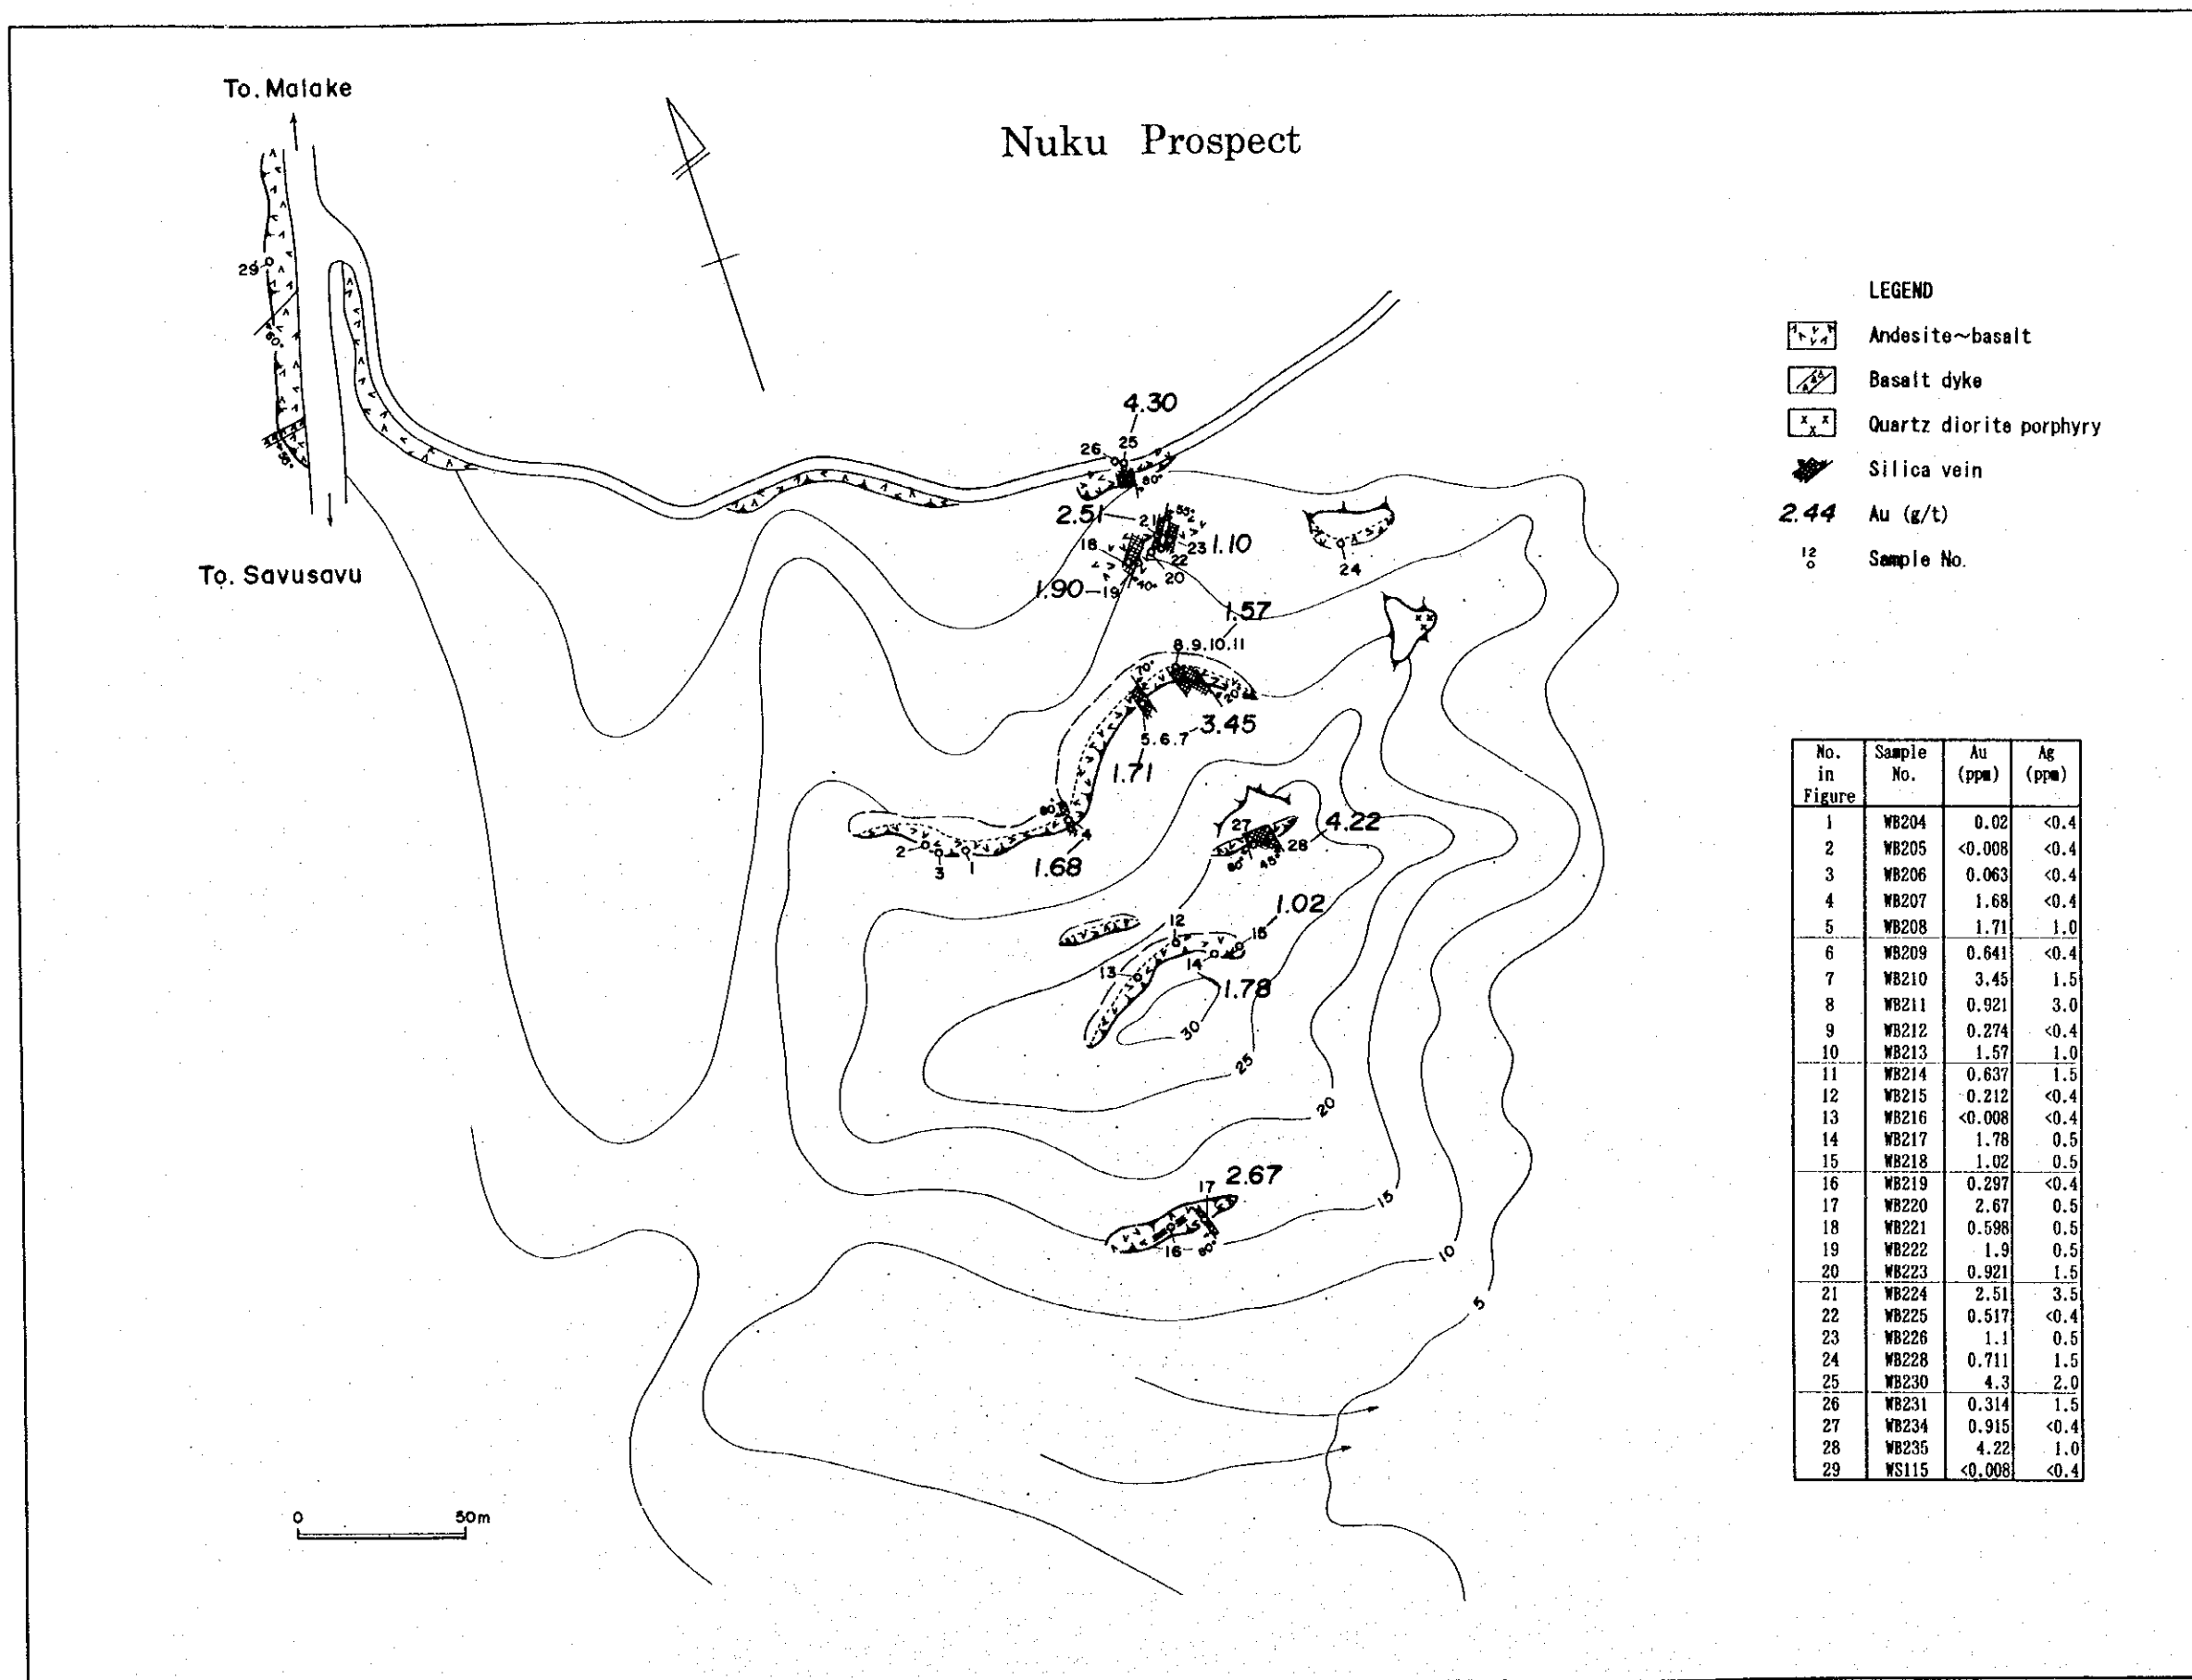 To. Malake
Nuku Prospect
29
60°
55°
To. Savusavu
4.30
26
25
80°
2.51
21
55°
18
23
1.10
22
20
1.90
19
40°
24
1.57
8.9.10.11
70°
20
3.45
5.6.7
1.71
80°
4
1.68
2
3
1
27
4.22
28
80°
45°
1.02
12
15
13
14
1.78
30
25
20
17
2.67
16
80°
15
10
5
0 50m
LEGEND
Andesite~basalt
Basalt dyke
Quartz diorite porphyry
Silica vein
2.44 Au (g/t)
12 Sample No.
No. in Figure Sample No. Au (ppm) Ag (ppm)
1 WB204 0.02 <0.4
2 WB205 <0.008 <0.4
3 WB206 0.063 <0.4
4 WB207 1.68 <0.4
5 WB208 1.71 1.0
6 WB209 0.641 <0.4
7 WB210 3.45 1.5
8 WB211 0.921 3.0
9 WB212 0.274 <0.4
10 WB213 1.57 1.0
11 WB214 0.637 1.5
12 WB215 0.212 <0.4
13 WB216 <0.008 <0.4
14 WB217 1.78 0.5
15 WB218 1.02 0.5
16 WB219 0.297 <0.4
17 WB220 2.67 0.5
18 WB221 0.598 0.5
19 WB222 1.9 0.5
20 WB223 0.921 1.5
21 WB224 2.51 3.5
22 WB225 0.517 <0.4
23 WB226 1.1 0.5
24 WB228 0.711 1.5
25 WB230 4.3 2.0
26 WB231 0.314 1.5
27 WB234 0.915 <0.4
28 WB235 4.22 1.0
29 WS115 <0.008 <0.4